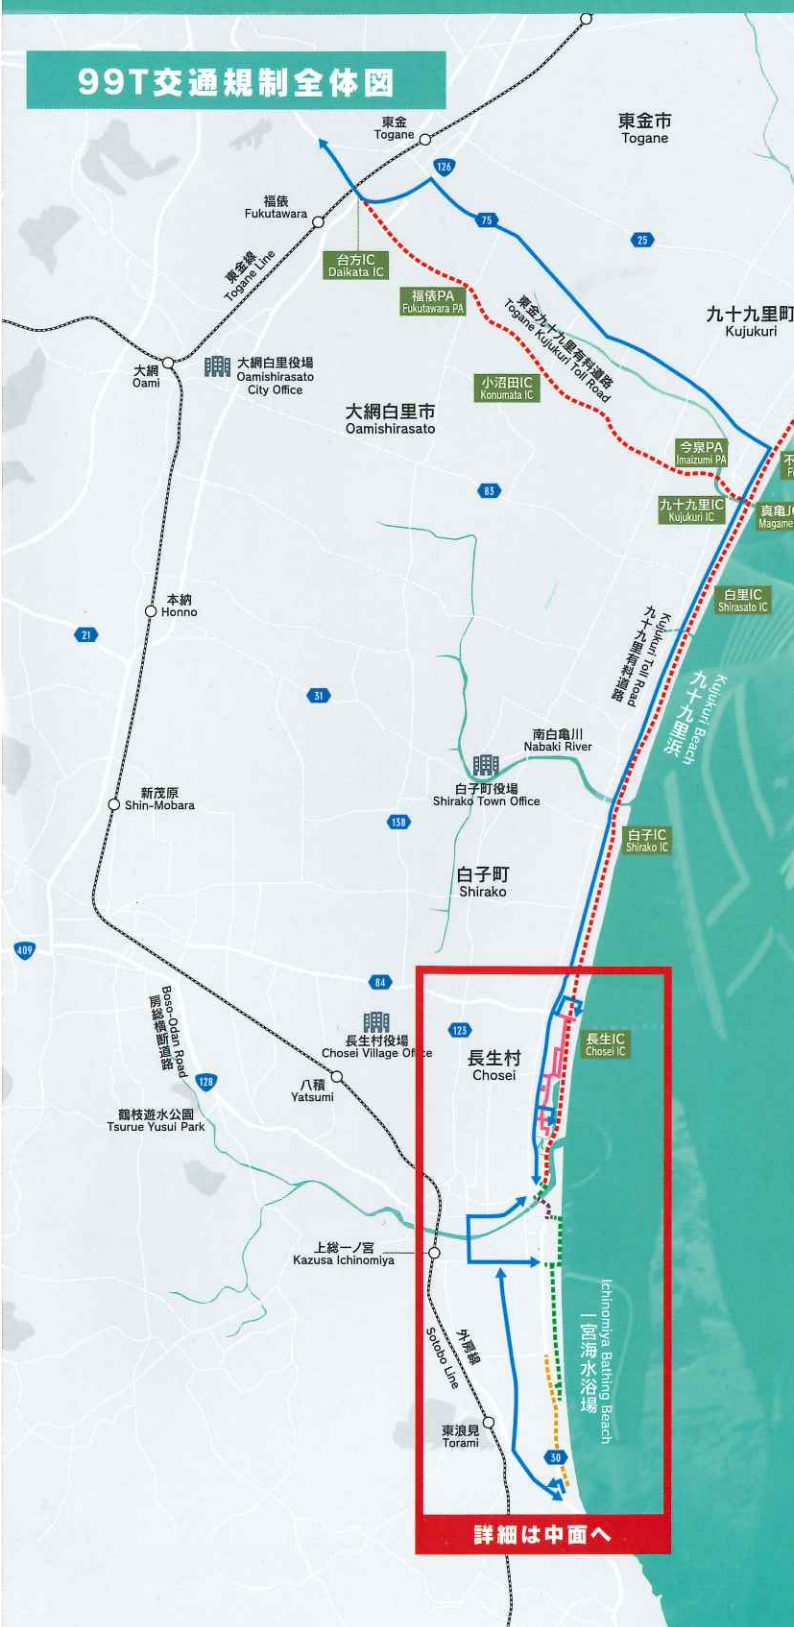 99T交通規制全体図
東金
Togane
東金市
Togane
126
福俵
Fukutawara
75
25
東金線
Togane Line
台方IC
Daikata IC
福俵PA
Fukutawara PA
東金九十九里有料道路
Togane Kujukuri Toll Road
九十九里町
Kujukuri
大網
Oami
大網白里役場
Oamishirasato
City Office
小沼田IC
Konumata IC
大網白里市
Oamishirasato
今泉PA
Imaizumi PA
不
83
九十九里IC
Kujukuri IC
真亀J
Magame
白里IC
Shirasato IC
本納
Honno
21
Kujukuri Toll Road
九十九里有料道路
Kujukuri Beach
九十九里浜
31
南白亀川
Nabaki River
白子町役場
Shirako Town Office
新茂原
Shin-Mobara
138
白子IC
Shirako IC
白子町
Shirako
409
84
Boso-Odan Road
房総横断道路
長生村役場
Chosei Village Office
123
長生村
Chosei
長生IC
Chosei IC
八積
Yatsumi
128
鶴枝遊水公園
Tsurue Yusui Park
上総一ノ宮
Kazusa Ichinomiya
Ichinomiya Bathing Beach
一宮海水浴場
外房線
Sotobo Line
東浪見
Torami
30
詳細は中面へ